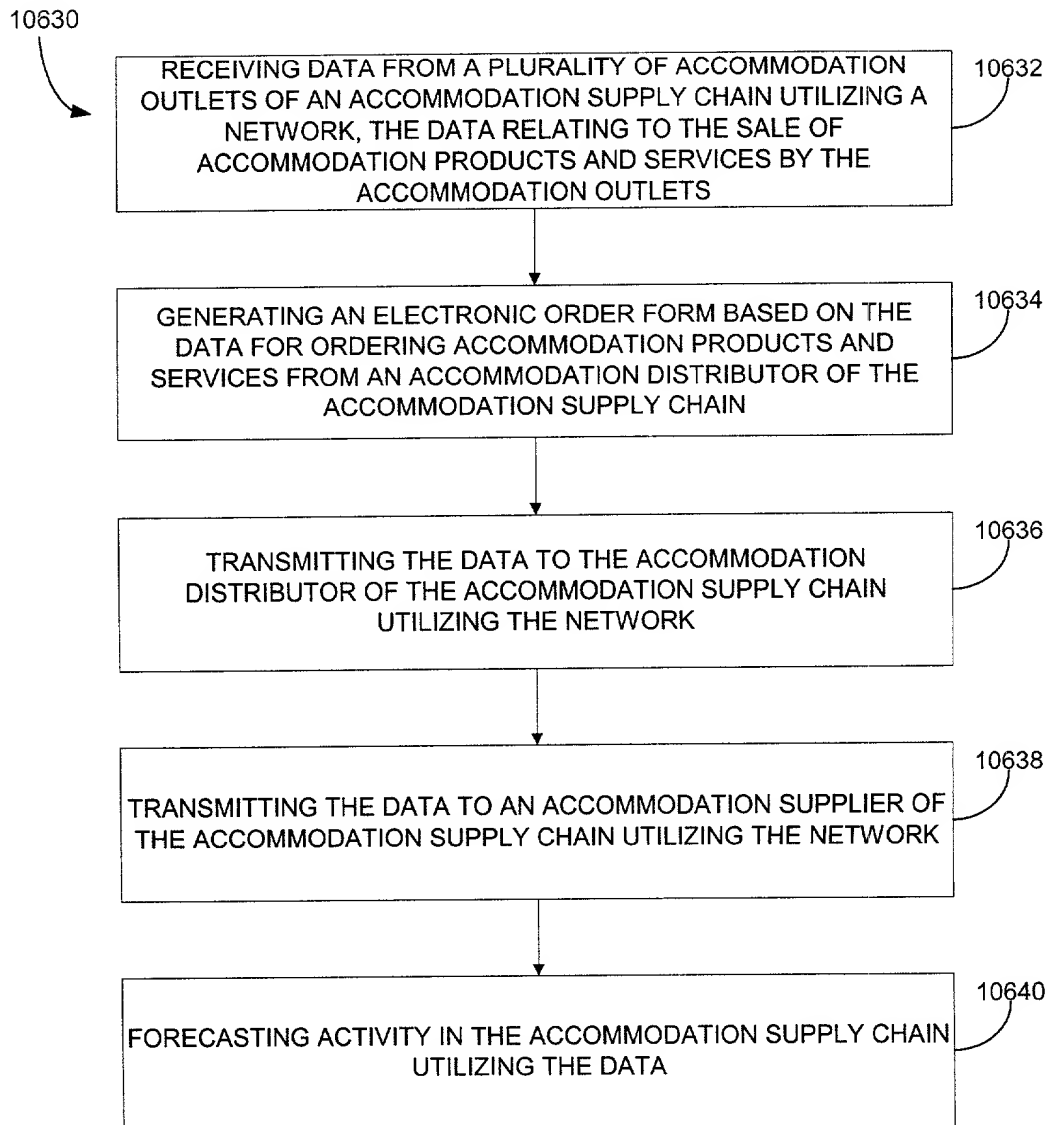 10630
RECEIVING DATA FROM A PLURALITY OF ACCOMMODATION
OUTLETS OF AN ACCOMMODATION SUPPLY CHAIN UTILIZING A
NETWORK, THE DATA RELATING TO THE SALE OF
ACCOMMODATION PRODUCTS AND SERVICES BY THE
ACCOMMODATION OUTLETS
10632
GENERATING AN ELECTRONIC ORDER FORM BASED ON THE
DATA FOR ORDERING ACCOMMODATION PRODUCTS AND
SERVICES FROM AN ACCOMMODATION DISTRIBUTOR OF THE
ACCOMMODATION SUPPLY CHAIN
10634
TRANSMITTING THE DATA TO THE ACCOMMODATION
DISTRIBUTOR OF THE ACCOMMODATION SUPPLY CHAIN
UTILIZING THE NETWORK
10636
TRANSMITTING THE DATA TO AN ACCOMMODATION SUPPLIER OF
THE ACCOMMODATION SUPPLY CHAIN UTILIZING THE NETWORK
10638
FORECASTING ACTIVITY IN THE ACCOMMODATION SUPPLY CHAIN
UTILIZING THE DATA
10640